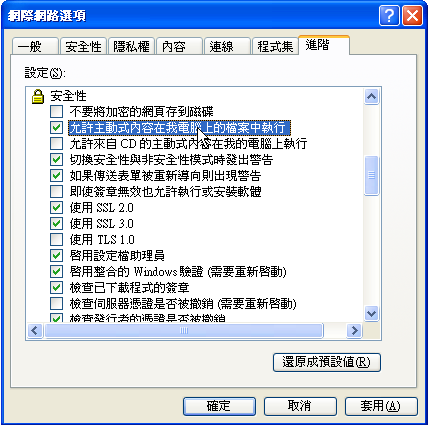 網際網路選項
一般 安全性 隱私權 內容 連線 程式集 進階
設定(S):
安全性
不要將加密的網頁存到磁碟
允許主動式內容在我電腦上的檔案中執行
允許來自 CD 的主動式內容在我的電腦上執行
切換安全性與非安全性模式時發出警告
如果傳送表單被重新導向則出現警告
即使簽章無效也允許執行或安裝軟體
使用 SSL 2.0
使用 SSL 3.0
使用 TLS 1.0
啓用設定檔助理員
啓用整合的 Windows 驗證 (需要重新啓動)
檢查已下載程式的簽章
檢查伺服器憑證是否被撤銷 (需要重新啓動)
檢查發行者的憑證是否被撤銷
還原成預設値(R)
確定 取消 套用(A)